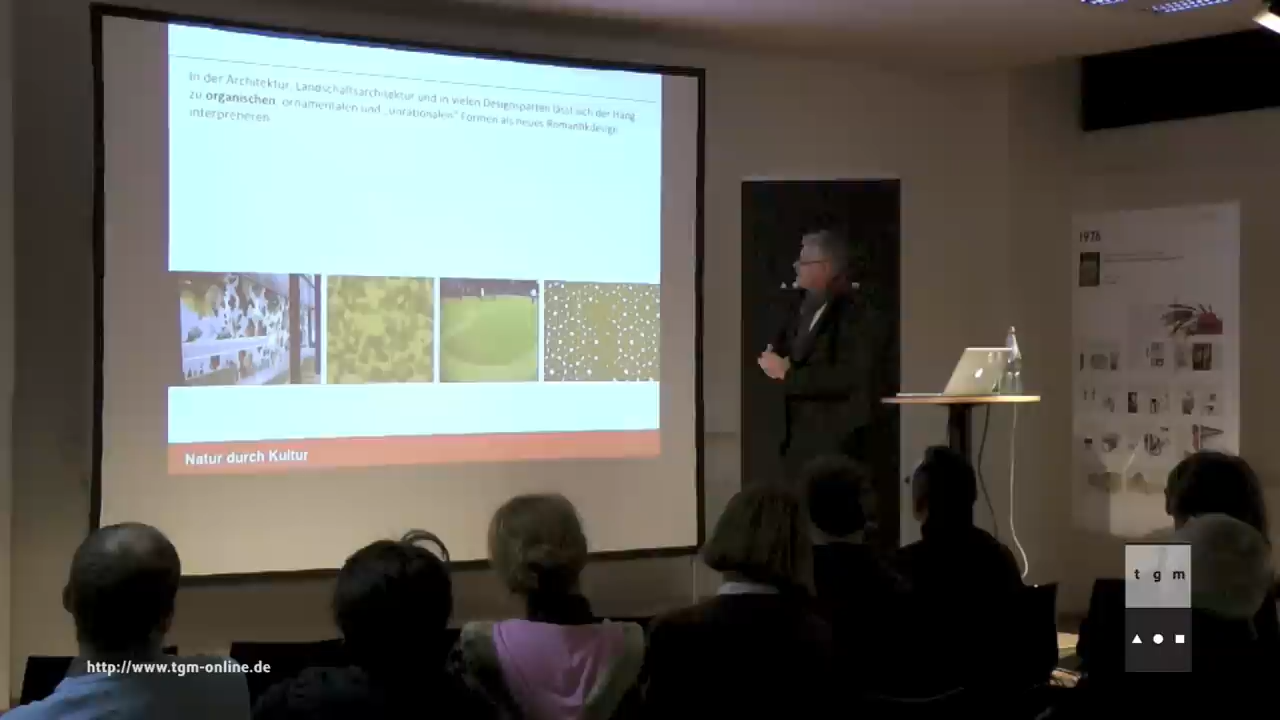 In der Architektur, Landschaftsarchitektur und in vielen Designsparten lässt sich der Hang
zu organischen, ornamentalen und „unrationalen“ Formen als neues Romantikdesign
interpretieren.
Natur durch Kultur
1976
t g m
http://www.tgm-online.de